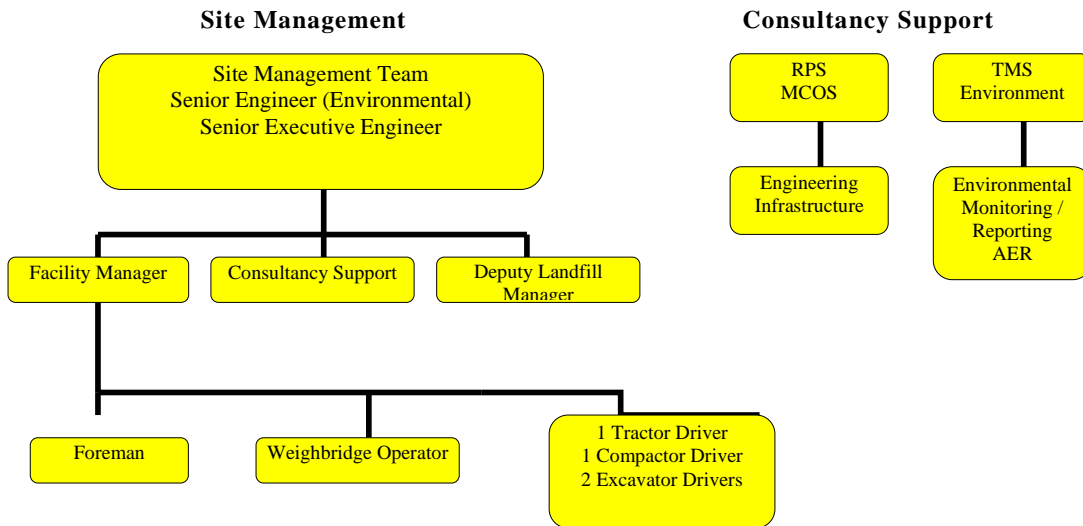 Site Management
Consultancy Support
Site Management Team
Senior Engineer (Environmental)
Senior Executive Engineer
RPS
MCOS
TMS
Environment
Engineering
Infrastructure
Environmental
Monitoring /
Reporting
AER
Facility Manager
Consultancy Support
Deputy Landfill
Manager
Foreman
Weighbridge Operator
1 Tractor Driver
1 Compactor Driver
2 Excavator Drivers